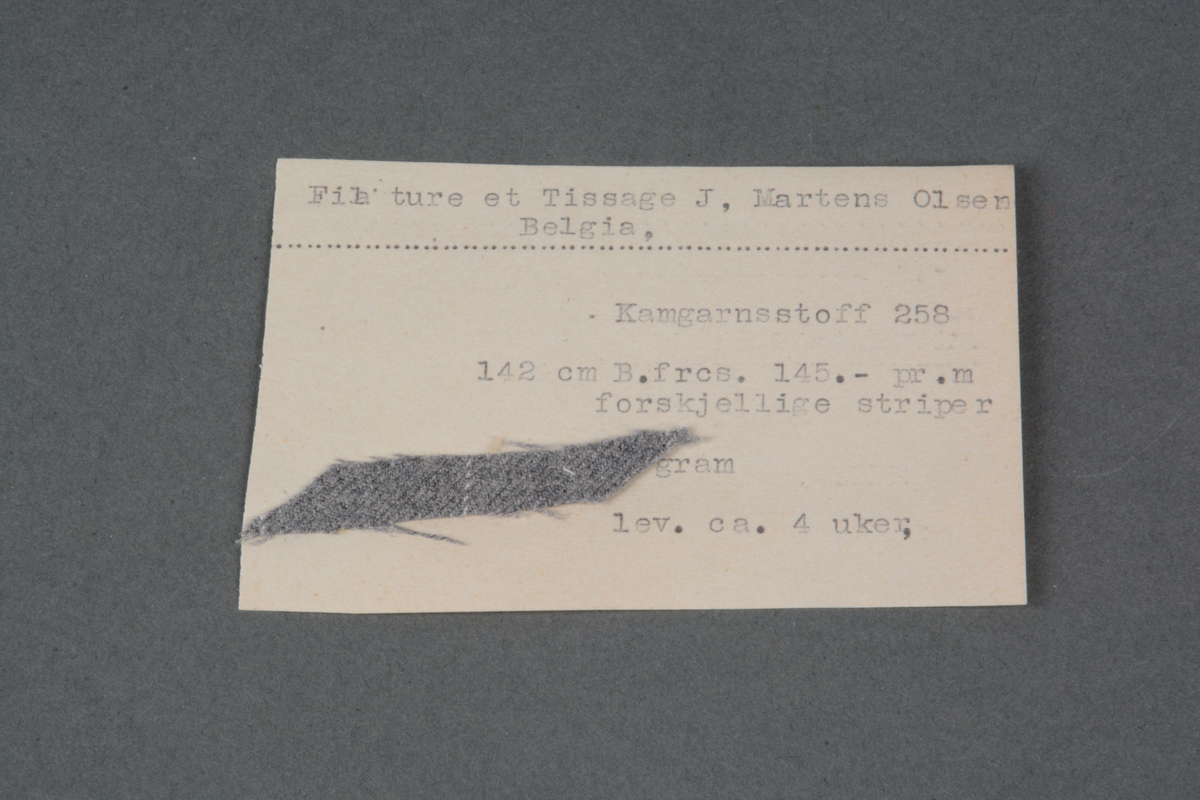 Filature et Tissage J, Martens Olsen
Belgia,
Kamgarnsstoff 258
142 cm B.frcs. 145.- pr.m
forskjellige striper
gram
lev. ca. 4 uker,